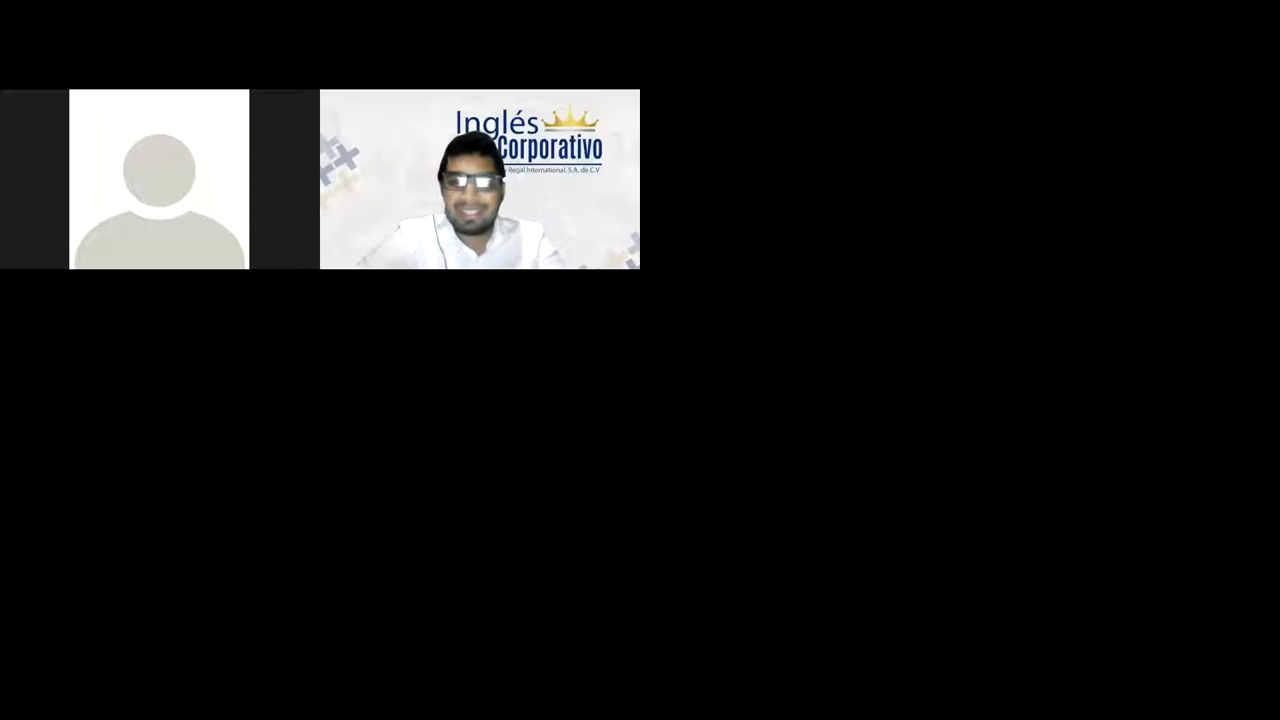 Inglés
Corporativo
Regal International, S.A. de C.V